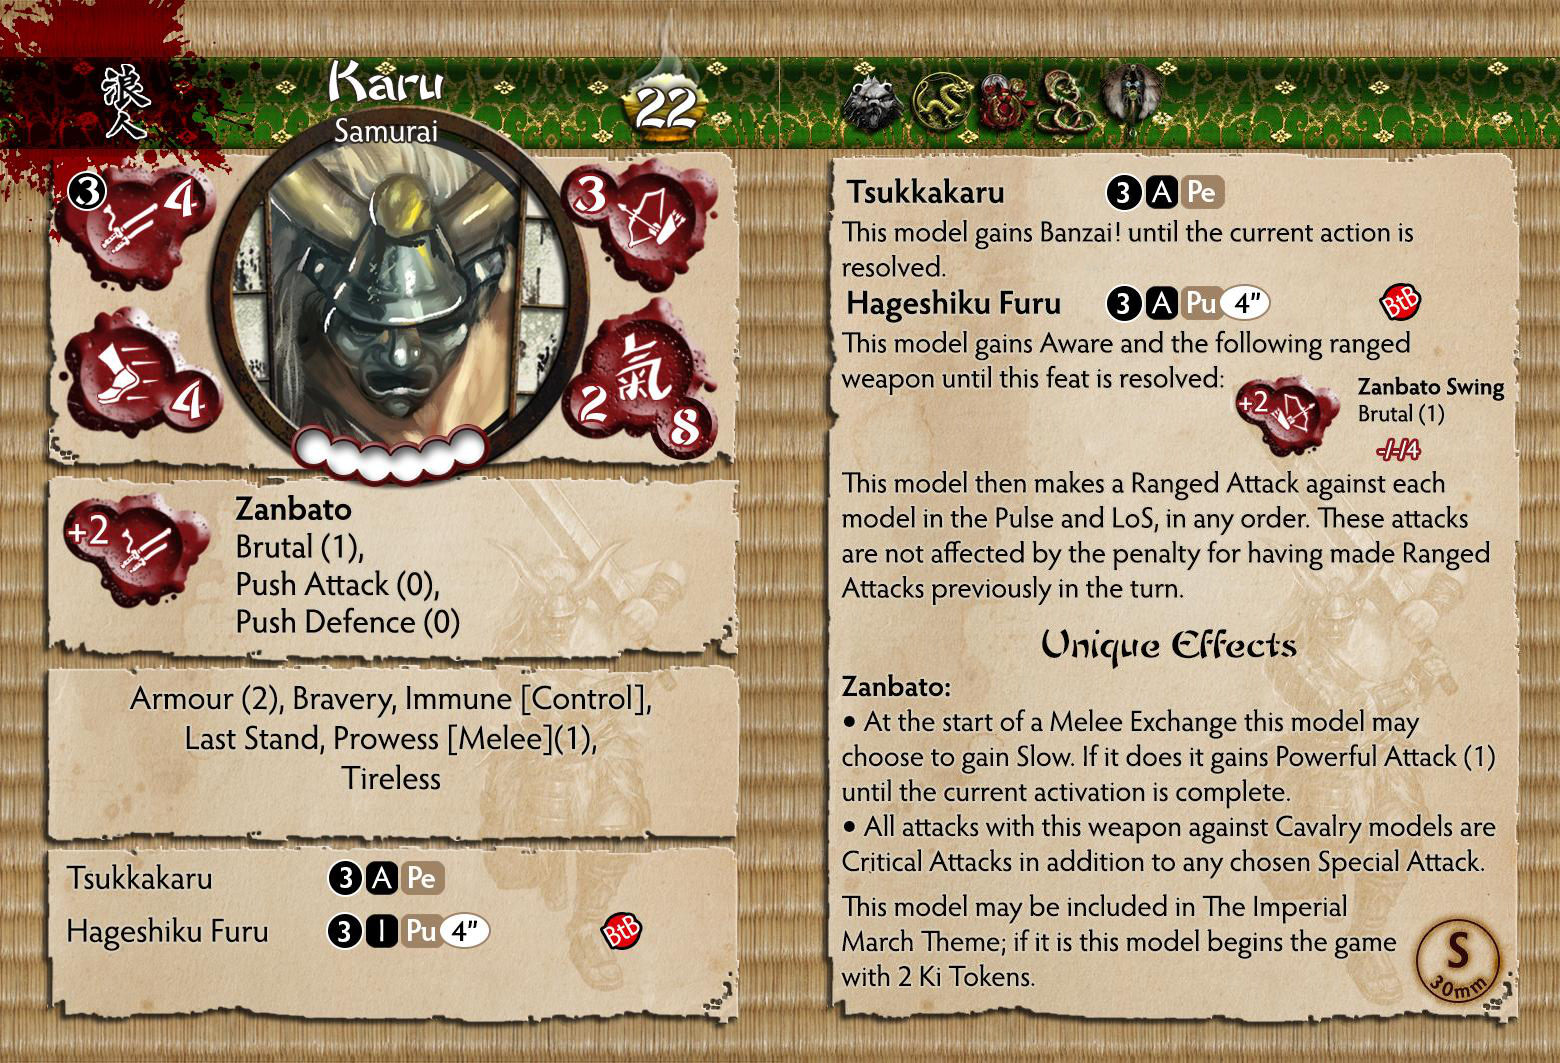 浪人
Karu
Samurai
22
3 4
3
4
氣
2 8
+2
Zanbato
Brutal (1),
Push Attack (0),
Push Defence (0)
Armour (2), Bravery, Immune [Control],
Last Stand, Prowess [Melee](1),
Tireless
Tsukkakaru 3 A Pe
Hageshiku Furu 3 I Pu 4" BtB
Tsukkakaru 3 A Pe
This model gains Banzai! until the current action is
resolved.
Hageshiku Furu 3 A Pu 4" BtB
This model gains Aware and the following ranged
weapon until this feat is resolved:
+2
Zanbato Swing
Brutal (1)
-/-/4
This model then makes a Ranged Attack against each
model in the Pulse and LoS, in any order. These attacks
are not affected by the penalty for having made Ranged
Attacks previously in the turn.
Unique Effects
Zanbato:
• At the start of a Melee Exchange this model may
choose to gain Slow. If it does it gains Powerful Attack (1)
until the current activation is complete.
• All attacks with this weapon against Cavalry models are
Critical Attacks in addition to any chosen Special Attack.
This model may be included in The Imperial
March Theme; if it is this model begins the game
with 2 Ki Tokens.
S
30mm